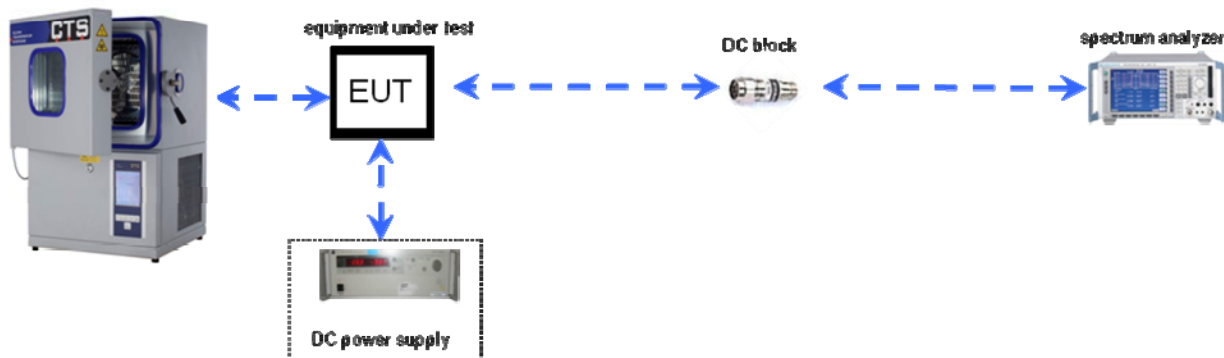 CTS
equipment under test
EUT
DC block
spectrum analyzer
DC power supply